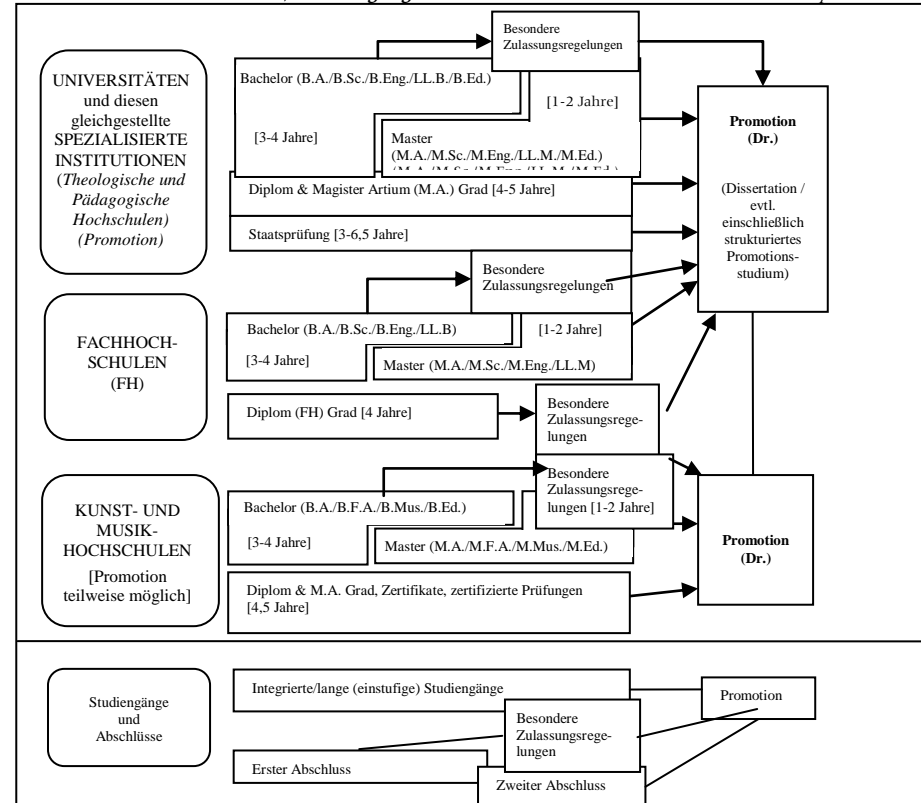 Besondere
Zulassungsregelungen
UNIVERSITÄTEN
und diesen
gleichgestellte
SPEZIALISIERTE
INSTITUTIONEN
(Theologische und
Pädagogische
Hochschulen)
(Promotion)
Bachelor (B.A./B.Sc./B.Eng./LL.B./B.Ed.)
[1-2 Jahre]
[3-4 Jahre]
Master
(M.A./M.Sc./M.Eng./LL.M./M.Ed.)
(M.A./M.Sc./M.Eng./LL.M./M.Ed.)
Diplom & Magister Artium (M.A.) Grad [4-5 Jahre]
Staatsprüfung [3-6,5 Jahre]
Promotion
(Dr.)
(Dissertation /
evtl.
einschließlich
strukturiertes
Promotions-
studium)
FACHHOCH-
SCHULEN
(FH)
Besondere
Zulassungsregelungen
Bachelor (B.A./B.Sc./B.Eng./LL.B)
[1-2 Jahre]
[3-4 Jahre]
Master (M.A./M.Sc./M.Eng./LL.M)
Diplom (FH) Grad [4 Jahre]
Besondere
Zulassungsrege-
lungen
KUNST- UND
MUSIK-
HOCHSCHULEN
[Promotion
teilweise möglich]
Besondere
Zulassungsrege-
lungen [1-2 Jahre]
Bachelor (B.A./B.F.A./B.Mus./B.Ed.)
[3-4 Jahre]
Master (M.A./M.F.A./M.Mus./M.Ed.)
Diplom & M.A. Grad, Zertifikate, zertifizierte Prüfungen
[4,5 Jahre]
Promotion
(Dr.)
Studiengänge
und
Abschlüsse
Integrierte/lange (einstufige) Studiengänge
Promotion
Besondere
Zulassungsrege-
lungen
Erster Abschluss
Zweiter Abschluss